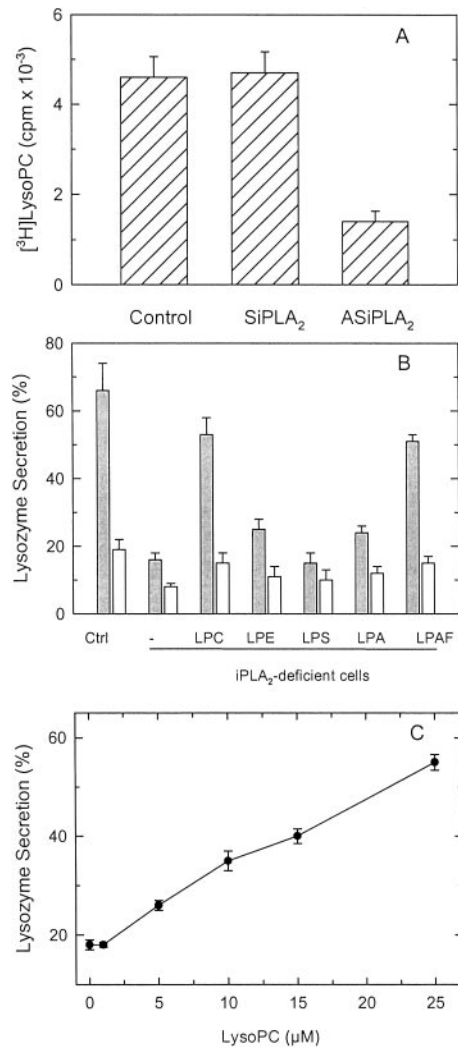 A
[³H]LysoPC (cpm x 10⁻³)
6
4
2
0
Control SiPLA₂ ASiPLA₂
B
Lysozyme Secretion (%)
80
60
40
20
0
Ctrl - LPC LPE LPS LPA LPAF
iPLA₂-deficient cells
C
Lysozyme Secretion (%)
60
40
20
0 5 10 15 20 25
LysoPC (µM)